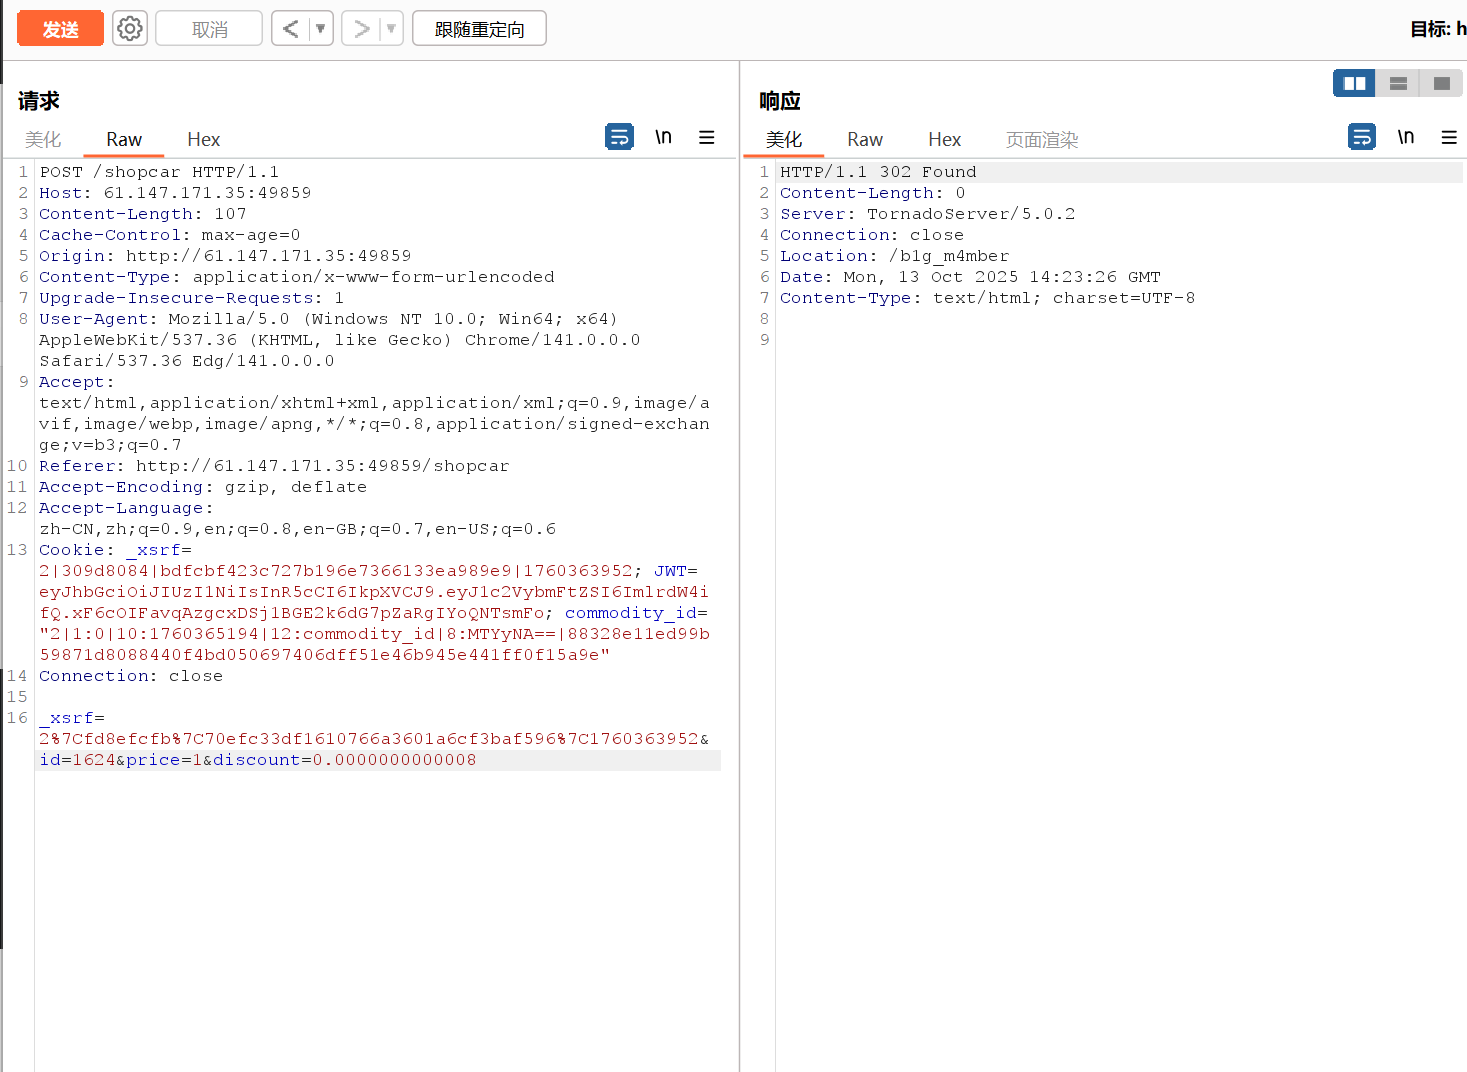 发送
取消
<
>
跟随重定向
目标: h
请求
美化 Raw Hex
\n
1 POST /shopcar HTTP/1.1
2 Host: 61.147.171.35:49859
3 Content-Length: 107
4 Cache-Control: max-age=0
5 Origin: http://61.147.171.35:49859
6 Content-Type: application/x-www-form-urlencoded
7 Upgrade-Insecure-Requests: 1
8 User-Agent: Mozilla/5.0 (Windows NT 10.0; Win64; x64)
AppleWebKit/537.36 (KHTML, like Gecko) Chrome/141.0.0.0
Safari/537.36 Edg/141.0.0.0
9 Accept:
text/html,application/xhtml+xml,application/xml;q=0.9,image/a
vif,image/webp,image/apng,*/*;q=0.8,application/signed-exchan
ge;v=b3;q=0.7
10 Referer: http://61.147.171.35:49859/shopcar
11 Accept-Encoding: gzip, deflate
12 Accept-Language:
zh-CN,zh;q=0.9,en;q=0.8,en-GB;q=0.7,en-US;q=0.6
13 Cookie: _xsrf=
2|309d8084|bdfcbf423c727b196e7366133ea989e9|1760363952; JWT=
eyJhbGciOiJIUzI1NiIsInR5cCI6IkpXVCJ9.eyJ1c2VybmFtZSI6ImlrdW4i
fQ.xF6cOIFavqAzgcxDSj1BGE2k6dG7pZaRgIYoQNTsmFo; commodity_id=
"2|1:0|10:1760365194|12:commodity_id|8:MTYyNA==|88328e11ed99b
59871d8088440f4bd050697406dff51e46b945e441ff0f15a9e"
14 Connection: close
15
16 _xsrf=
2%7Cfd8efcfb%7C70efc33df1610766a3601a6cf3baf596%7C1760363952&
id=1624&price=1&discount=0.0000000000008
响应
美化 Raw Hex 页面渲染
\n
1 HTTP/1.1 302 Found
2 Content-Length: 0
3 Server: TornadoServer/5.0.2
4 Connection: close
5 Location: /b1g_m4mber
6 Date: Mon, 13 Oct 2025 14:23:26 GMT
7 Content-Type: text/html; charset=UTF-8
8
9